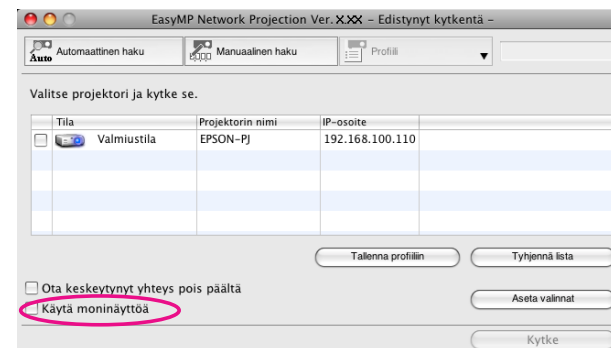 EasyMP Network Projection Ver. X.XX – Edistynyt kytkentä –
Auto Automaattinen haku Manuaalinen haku Profiili
Valitse projektori ja kytke se.
Tila Projektorin nimi IP-osoite
Valmiustila EPSON-PJ 192.168.100.110
Tallenna profiiliin Tyhjennä lista
Ota keskeytynyt yhteys pois päältä
Käytä moninäyttöä Aseta valinnat
Kytke